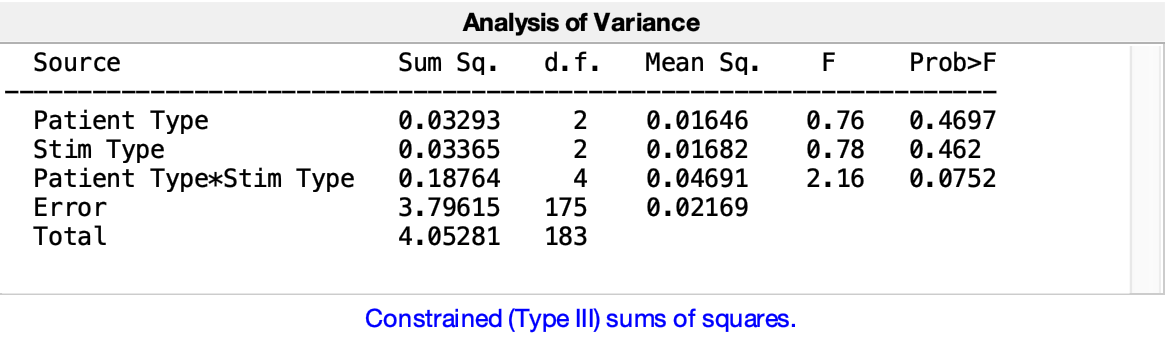 Analysis of Variance
Source Sum Sq. d.f. Mean Sq. F Prob>F
Patient Type 0.03293 2 0.01646 0.76 0.4697
Stim Type 0.03365 2 0.01682 0.78 0.462
Patient Type*Stim Type 0.18764 4 0.04691 2.16 0.0752
Error 3.79615 175 0.02169
Total 4.05281 183
Constrained (Type III) sums of squares.